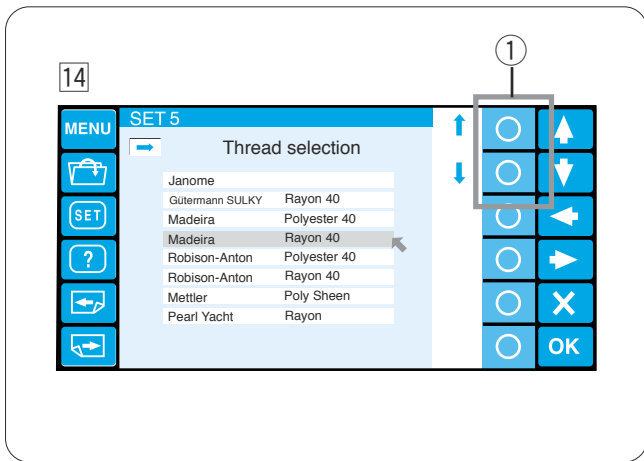 1
14
MENU
SET 5
Thread selection
Janome
Gütermann SULKY Rayon 40
SET
Madeira Polyester 40
Madeira Rayon 40
?
Robison-Anton Polyester 40
Robison-Anton Rayon 40
Mettler Poly Sheen
Pearl Yacht Rayon
X
OK